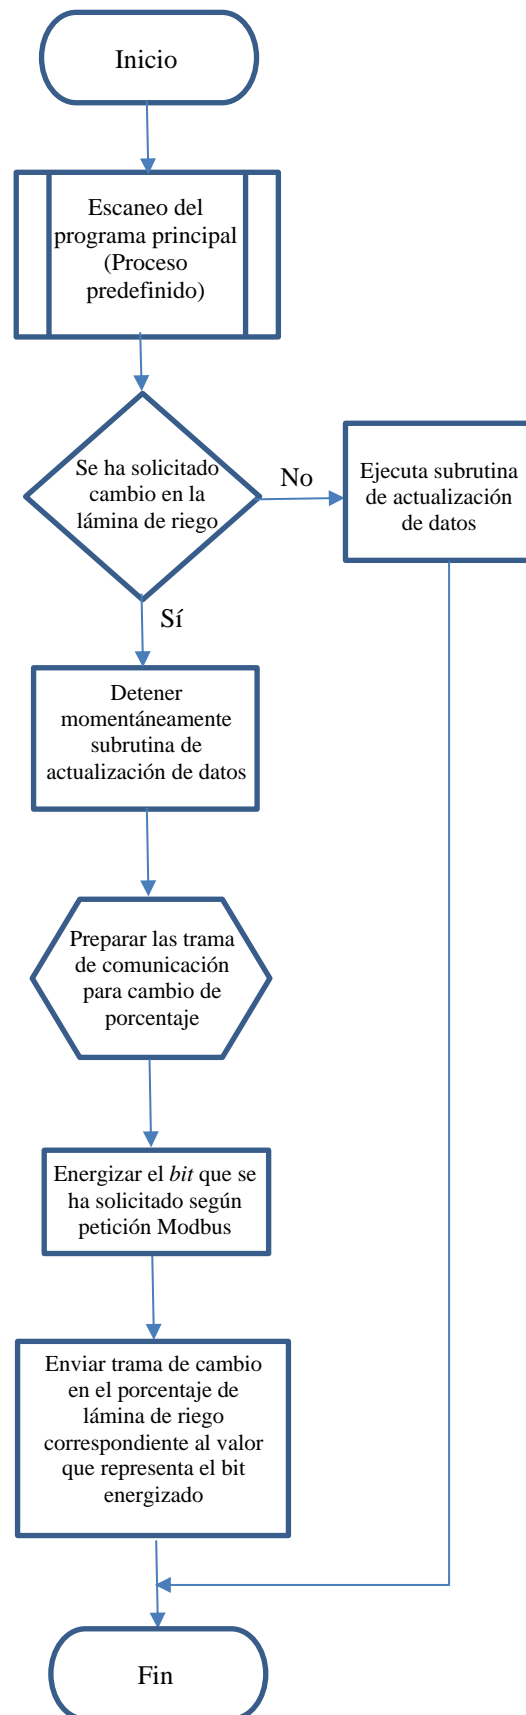 Inicio
Escaneo del
programa principal
(Proceso
predefinido)
Se ha solicitado
cambio en la
lámina de riego
No
Ejecuta subrutina
de actualización
de datos
Sí
Detener
momentáneamente
subrutina de
actualización de datos
Preparar las trama
de comunicación
para cambio de
porcentaje
Energizar el bit que se
ha solicitado según
petición Modbus
Enviar trama de cambio
en el porcentaje de
lámina de riego
correspondiente al valor
que representa el bit
energizado
Fin